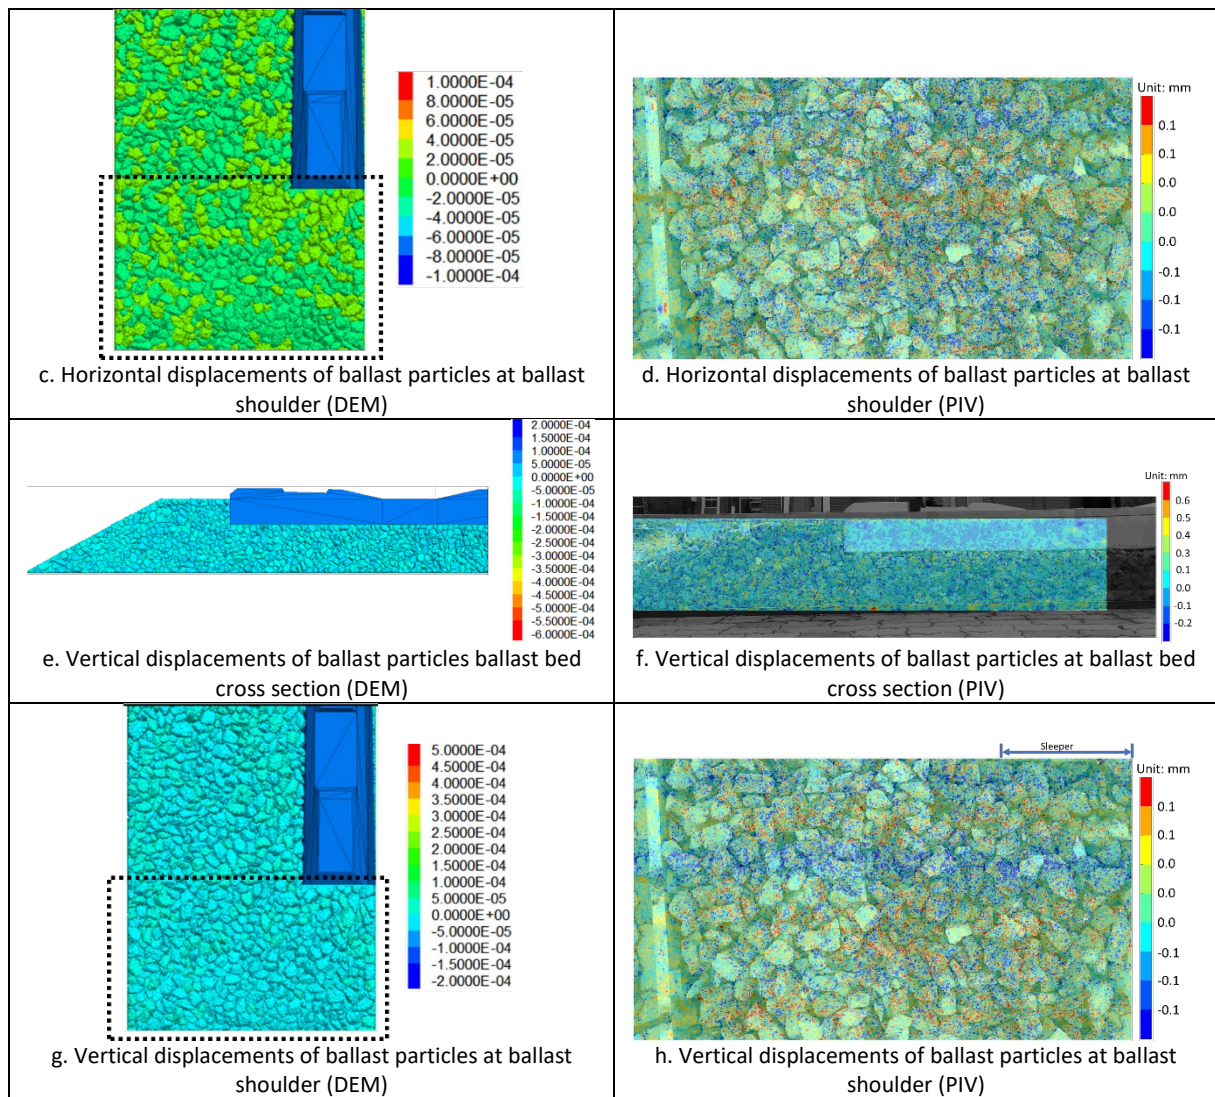 1.0000E-04
8.0000E-05
6.0000E-05
4.0000E-05
2.0000E-05
0.0000E+00
-2.0000E-05
-4.0000E-05
-6.0000E-05
-8.0000E-05
-1.0000E-04
c. Horizontal displacements of ballast particles at ballast
shoulder (DEM)
Unit: mm
0.1
0.1
0.0
0.0
0.0
-0.1
-0.1
-0.1
d. Horizontal displacements of ballast particles at ballast
shoulder (PIV)
2.0000E-04
1.5000E-04
1.0000E-04
5.0000E-05
0.0000E+00
-5.0000E-05
-1.0000E-04
-1.5000E-04
-2.0000E-04
-2.5000E-04
-3.0000E-04
-3.5000E-04
-4.0000E-04
-4.5000E-04
-5.0000E-04
-5.5000E-04
-6.0000E-04
e. Vertical displacements of ballast particles ballast bed
cross section (DEM)
Unit: mm
0.6
0.5
0.4
0.3
0.1
0.0
-0.1
-0.2
f. Vertical displacements of ballast particles at ballast bed
cross section (PIV)
5.0000E-04
4.5000E-04
4.0000E-04
3.5000E-04
3.0000E-04
2.5000E-04
2.0000E-04
1.5000E-04
1.0000E-04
5.0000E-05
0.0000E+00
-5.0000E-05
-1.0000E-04
-1.5000E-04
-2.0000E-04
g. Vertical displacements of ballast particles at ballast
shoulder (DEM)
Sleeper
Unit: mm
0.1
0.1
0.0
0.0
0.0
-0.1
-0.1
-0.1
h. Vertical displacements of ballast particles at ballast
shoulder (PIV)